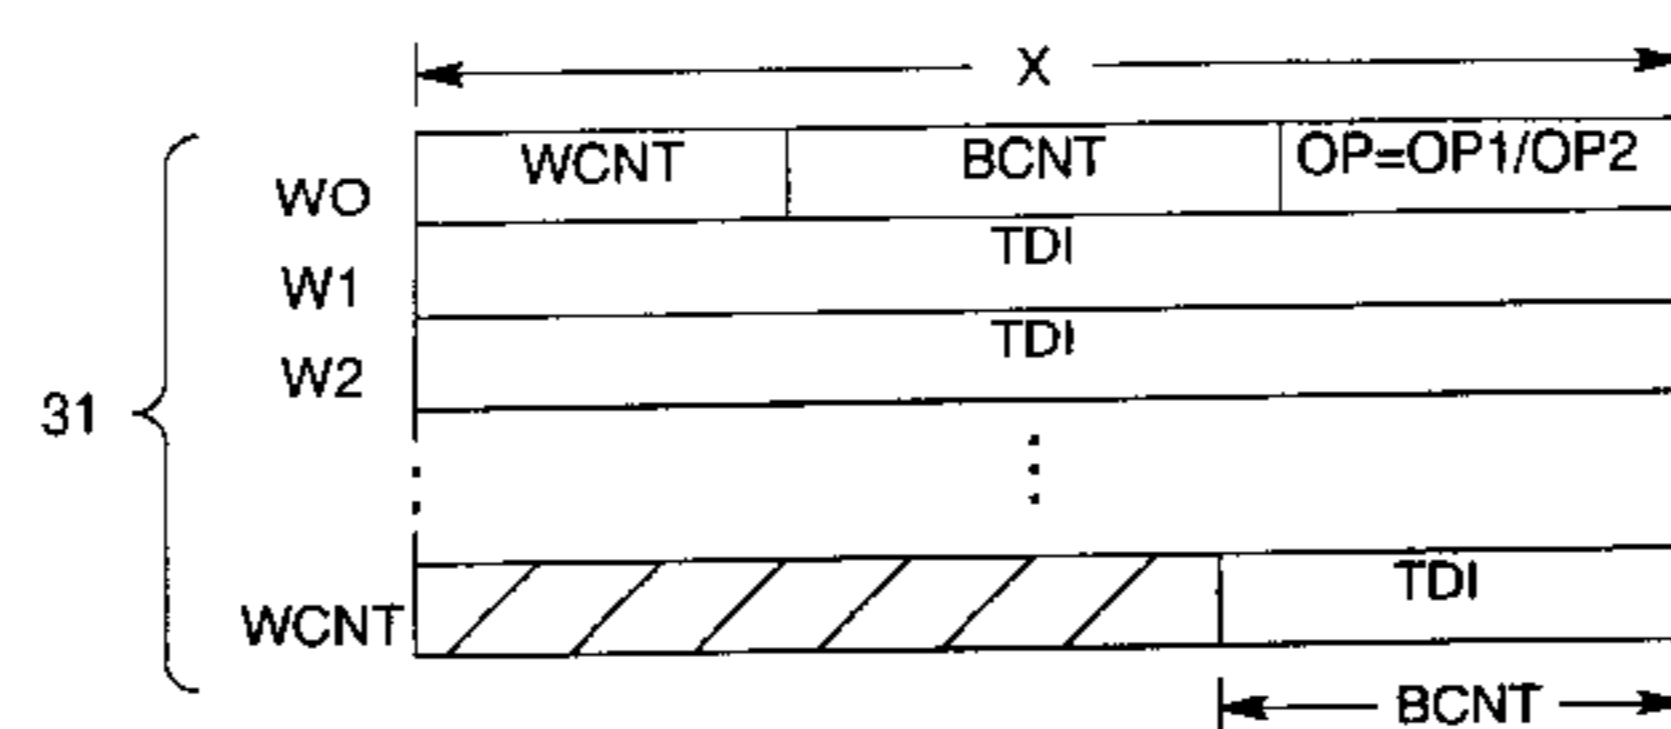 X
WCNT BCNT OP=OP1/OP2
WO
TDI
W1
TDI
W2
31
TDI
WCNT
BCNT